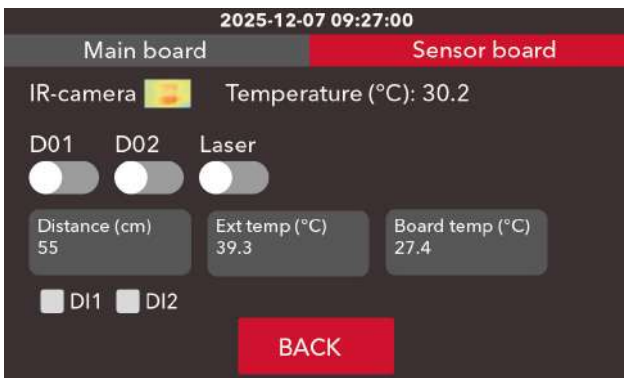 2025-12-07 09:27:00
Main board Sensor board
IR-camera Temperature (°C): 30.2
D01 D02 Laser
Distance (cm) Ext temp (°C) Board temp (°C)
55 39.3 27.4
DI1 DI2
BACK